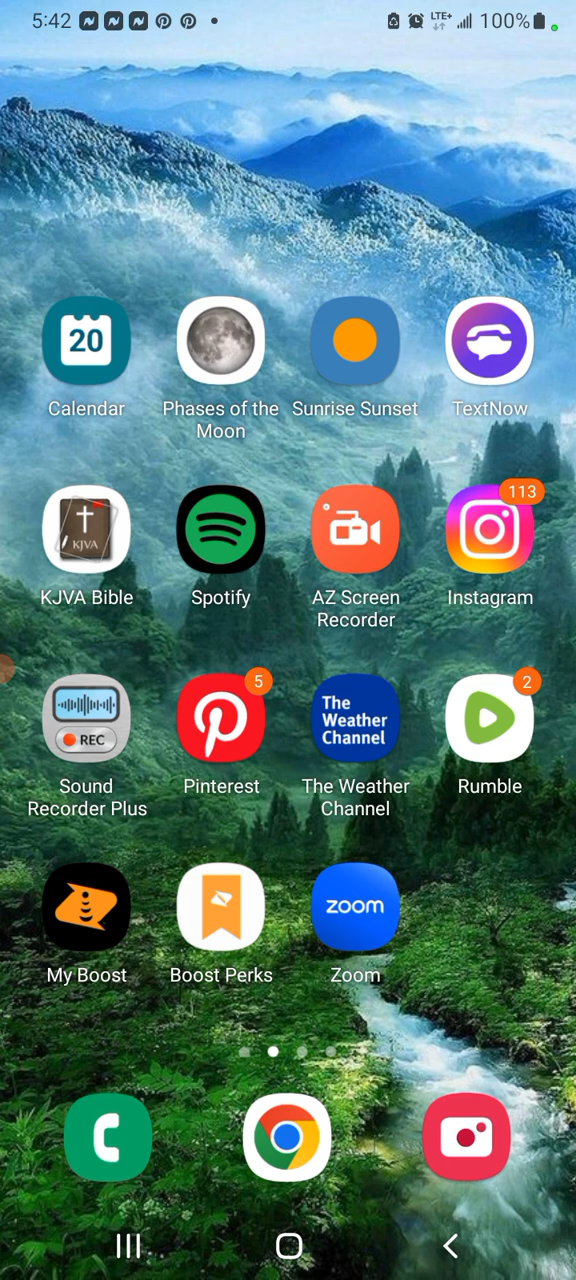 5:42 LTE+ 100%
20
Calendar Phases of the Moon Sunrise Sunset TextNow
KJVA
113
KJVA Bible Spotify AZ Screen Recorder Instagram
REC
5
The Weather Channel
2
Sound Recorder Plus Pinterest The Weather Channel Rumble
zoom
My Boost Boost Perks Zoom